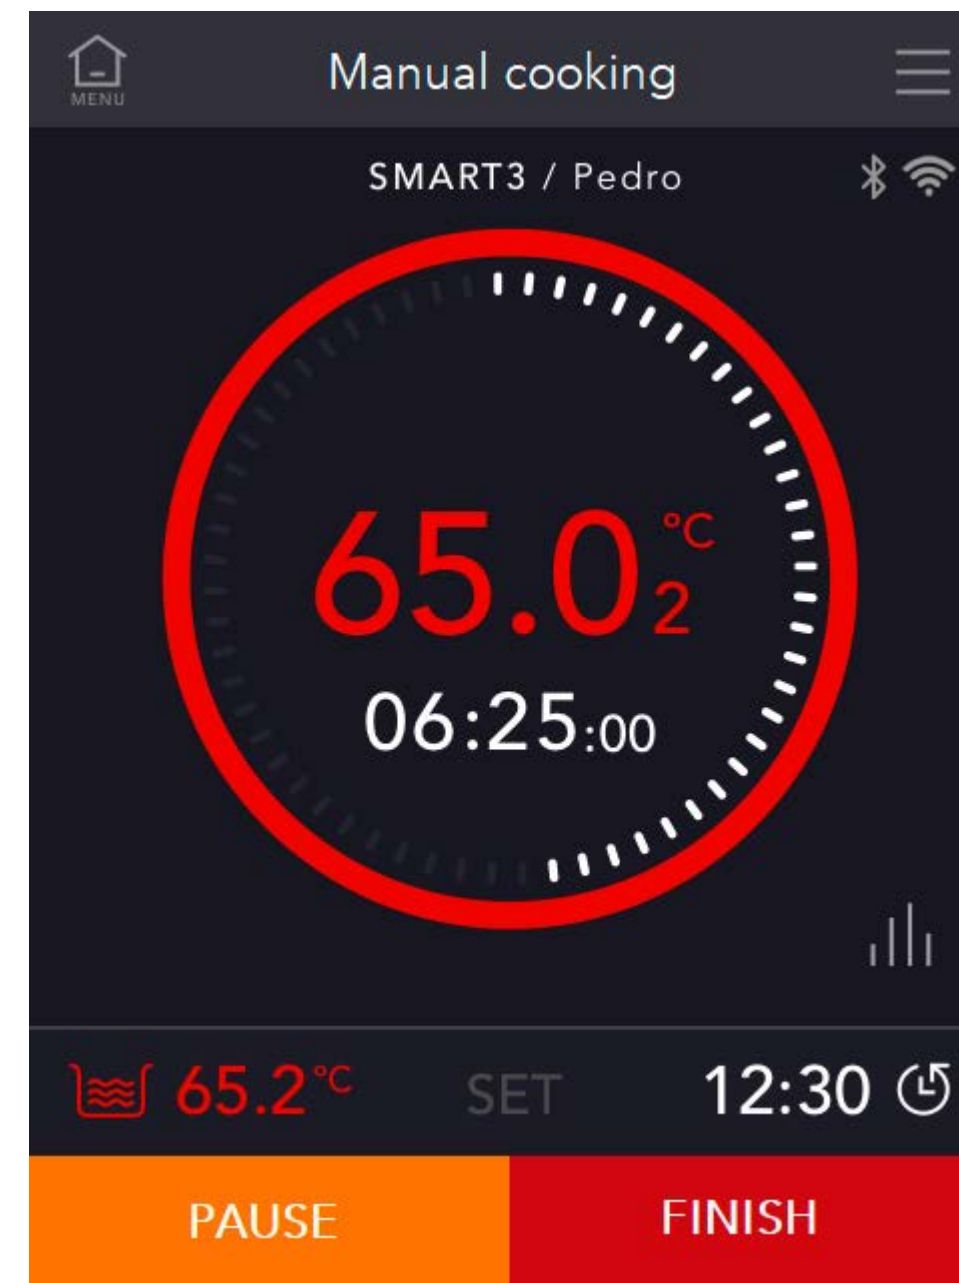 Manual cooking
MENU
SMART3 / Pedro
65.02 °C
06:25:00
65.2°C SET 12:30
PAUSE FINISH